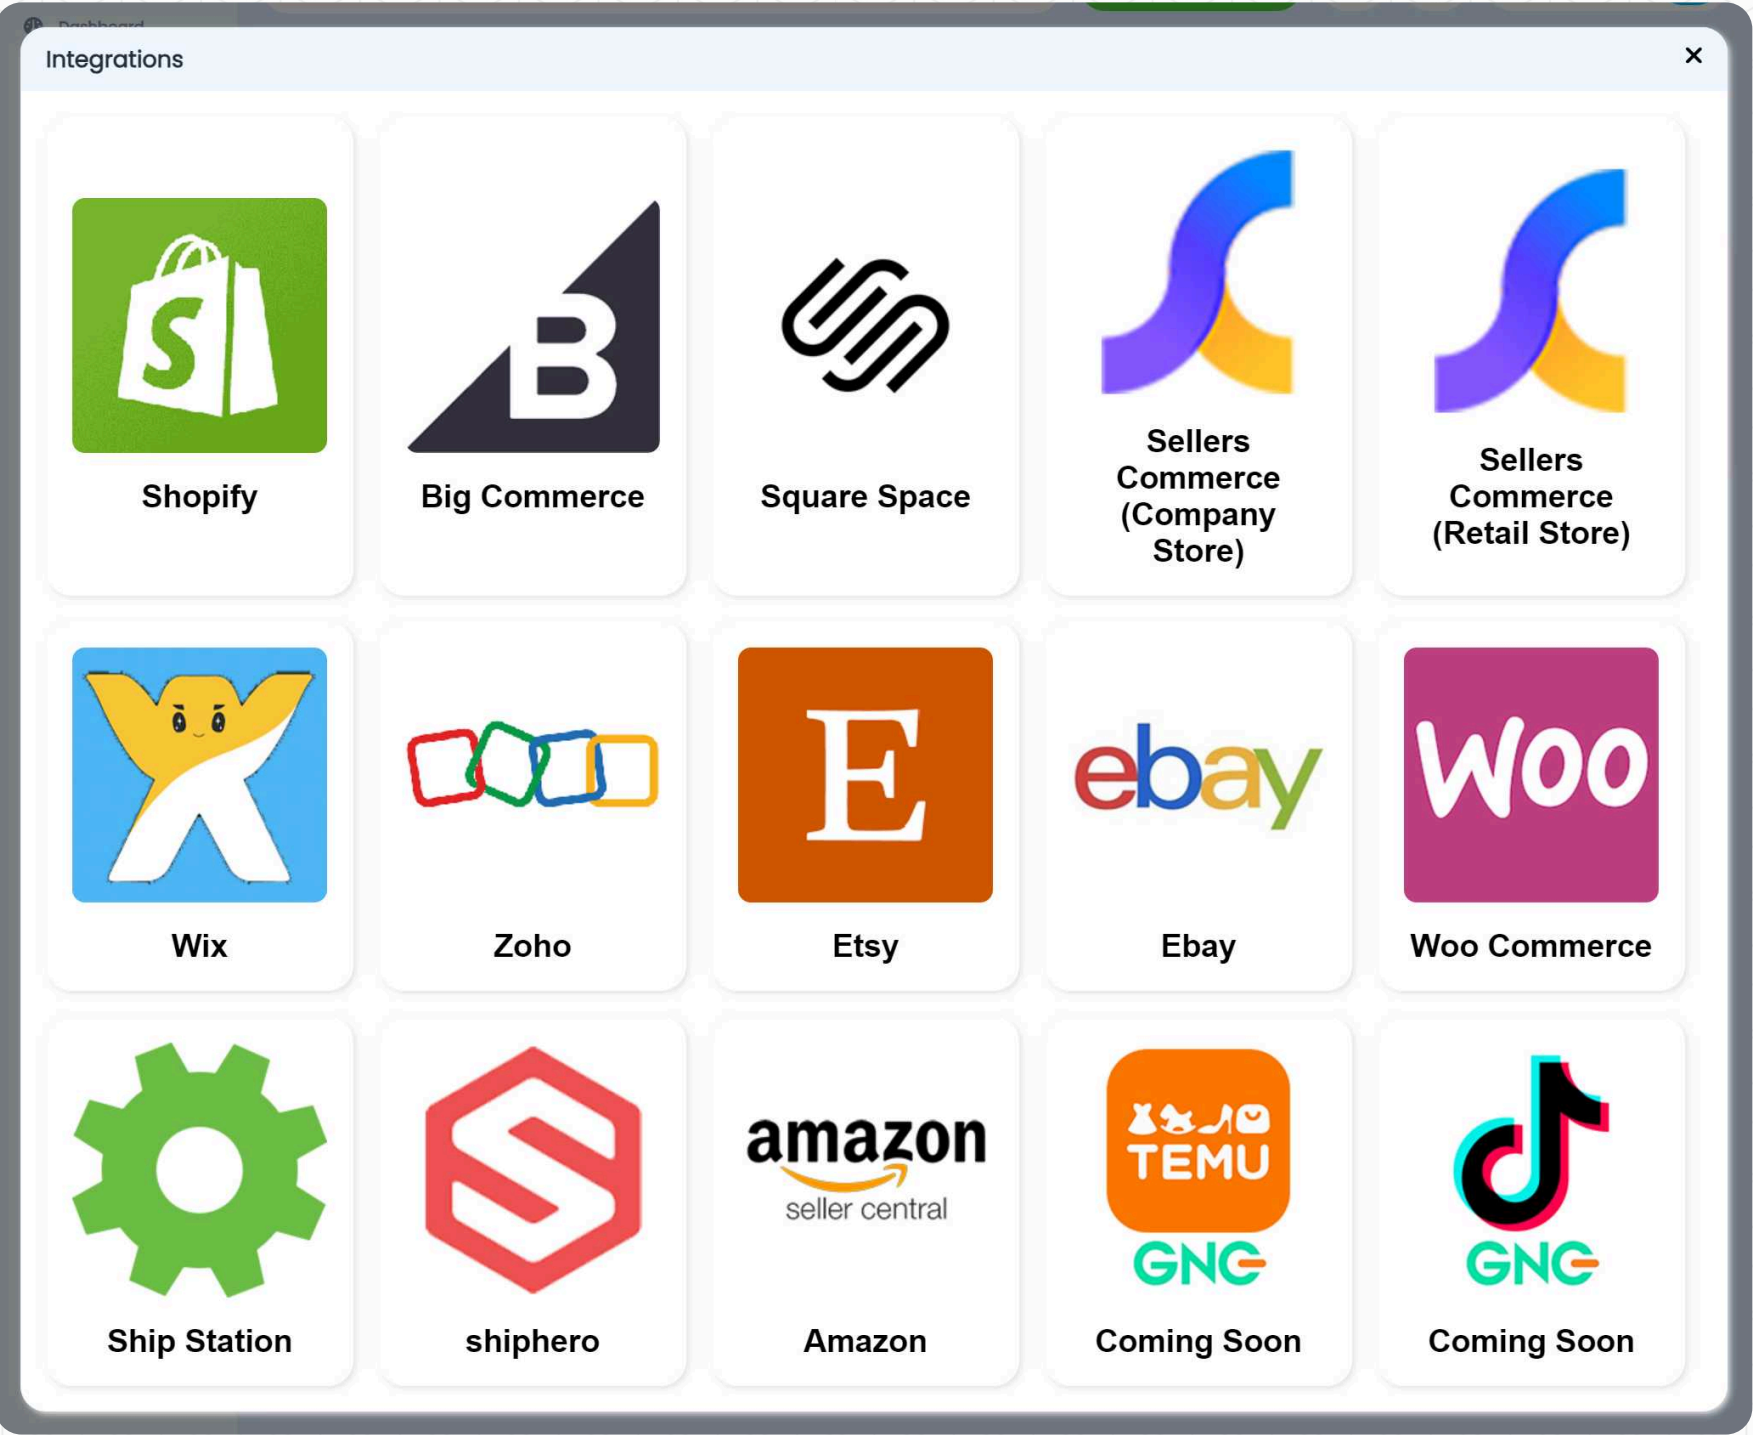 Dashboard
Integrations
S
Shopify
B
Big Commerce
Square Space
Sellers
Commerce
(Company
Store)
Sellers
Commerce
(Retail Store)
Wix
Zoho
E
Etsy
ebay
Ebay
Woo
Woo Commerce
Ship Station
S
shiphero
amazon
seller central
Amazon
TEMU
GNG
Coming Soon
GNG
Coming Soon